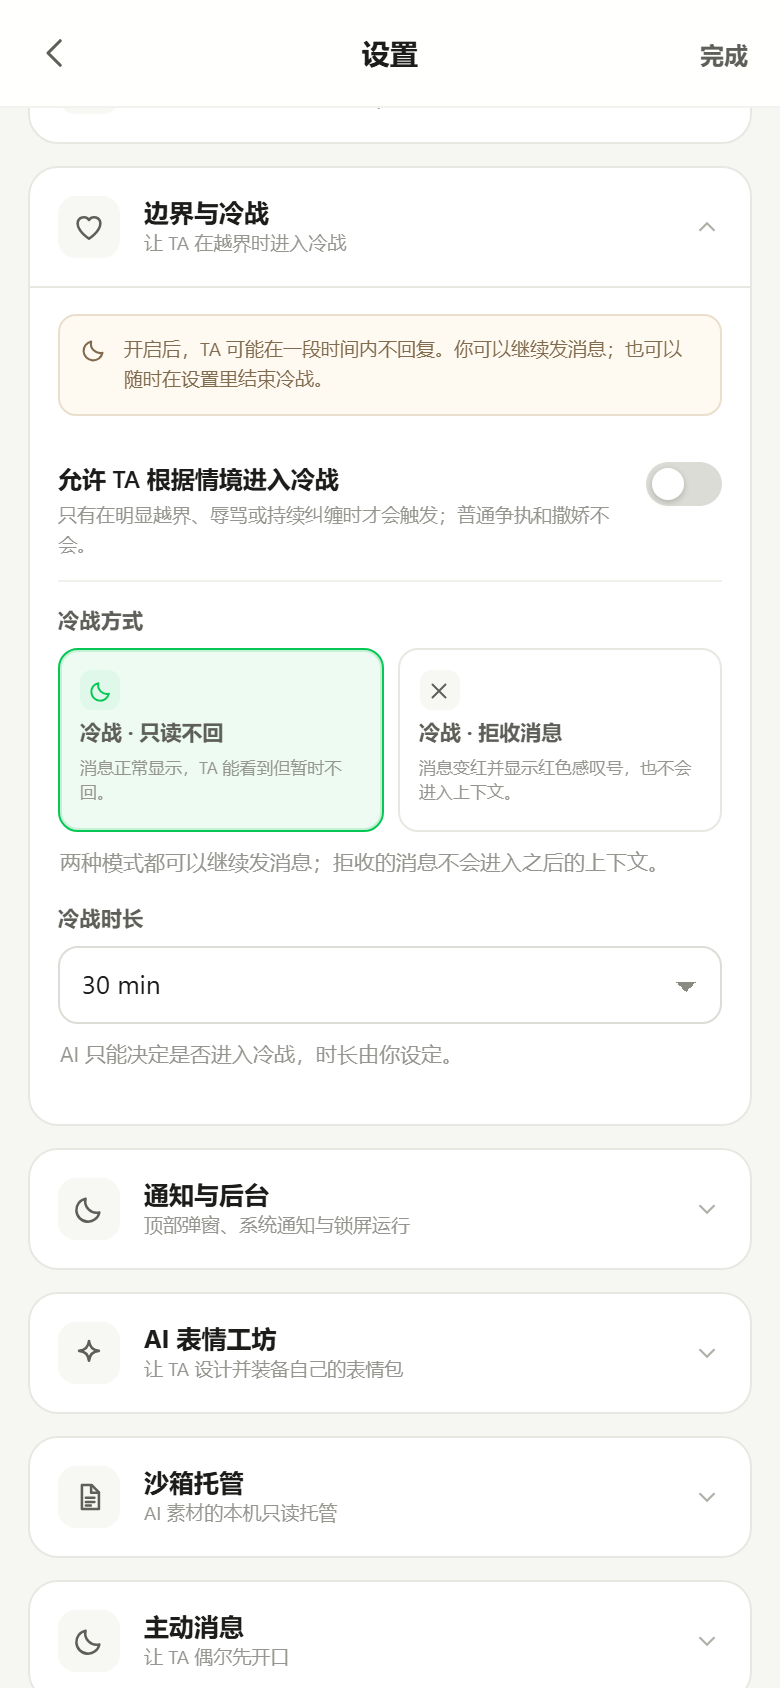 设置
完成
边界与冷战
让 TA 在越界时进入冷战
开启后，TA 可能在一段时间内不回复。你可以继续发消息；也可以
随时在设置里结束冷战。
允许 TA 根据情境进入冷战
只有在明显越界、辱骂或持续纠缠时才会触发；普通争执和撒娇不
会。
冷战方式
冷战 · 只读不回
消息正常显示，TA 能看到但暂时不
回。
冷战 · 拒收消息
消息变红并显示红色感叹号，也不会
进入上下文。
两种模式都可以继续发消息；拒收的消息不会进入之后的上下文。
冷战时长
30 min
AI 只能决定是否进入冷战，时长由你设定。
通知与后台
顶部弹窗、系统通知与锁屏运行
AI 表情工坊
让 TA 设计并装备自己的表情包
沙箱托管
AI 素材的本机只读托管
主动消息
让 TA 偶尔先开口